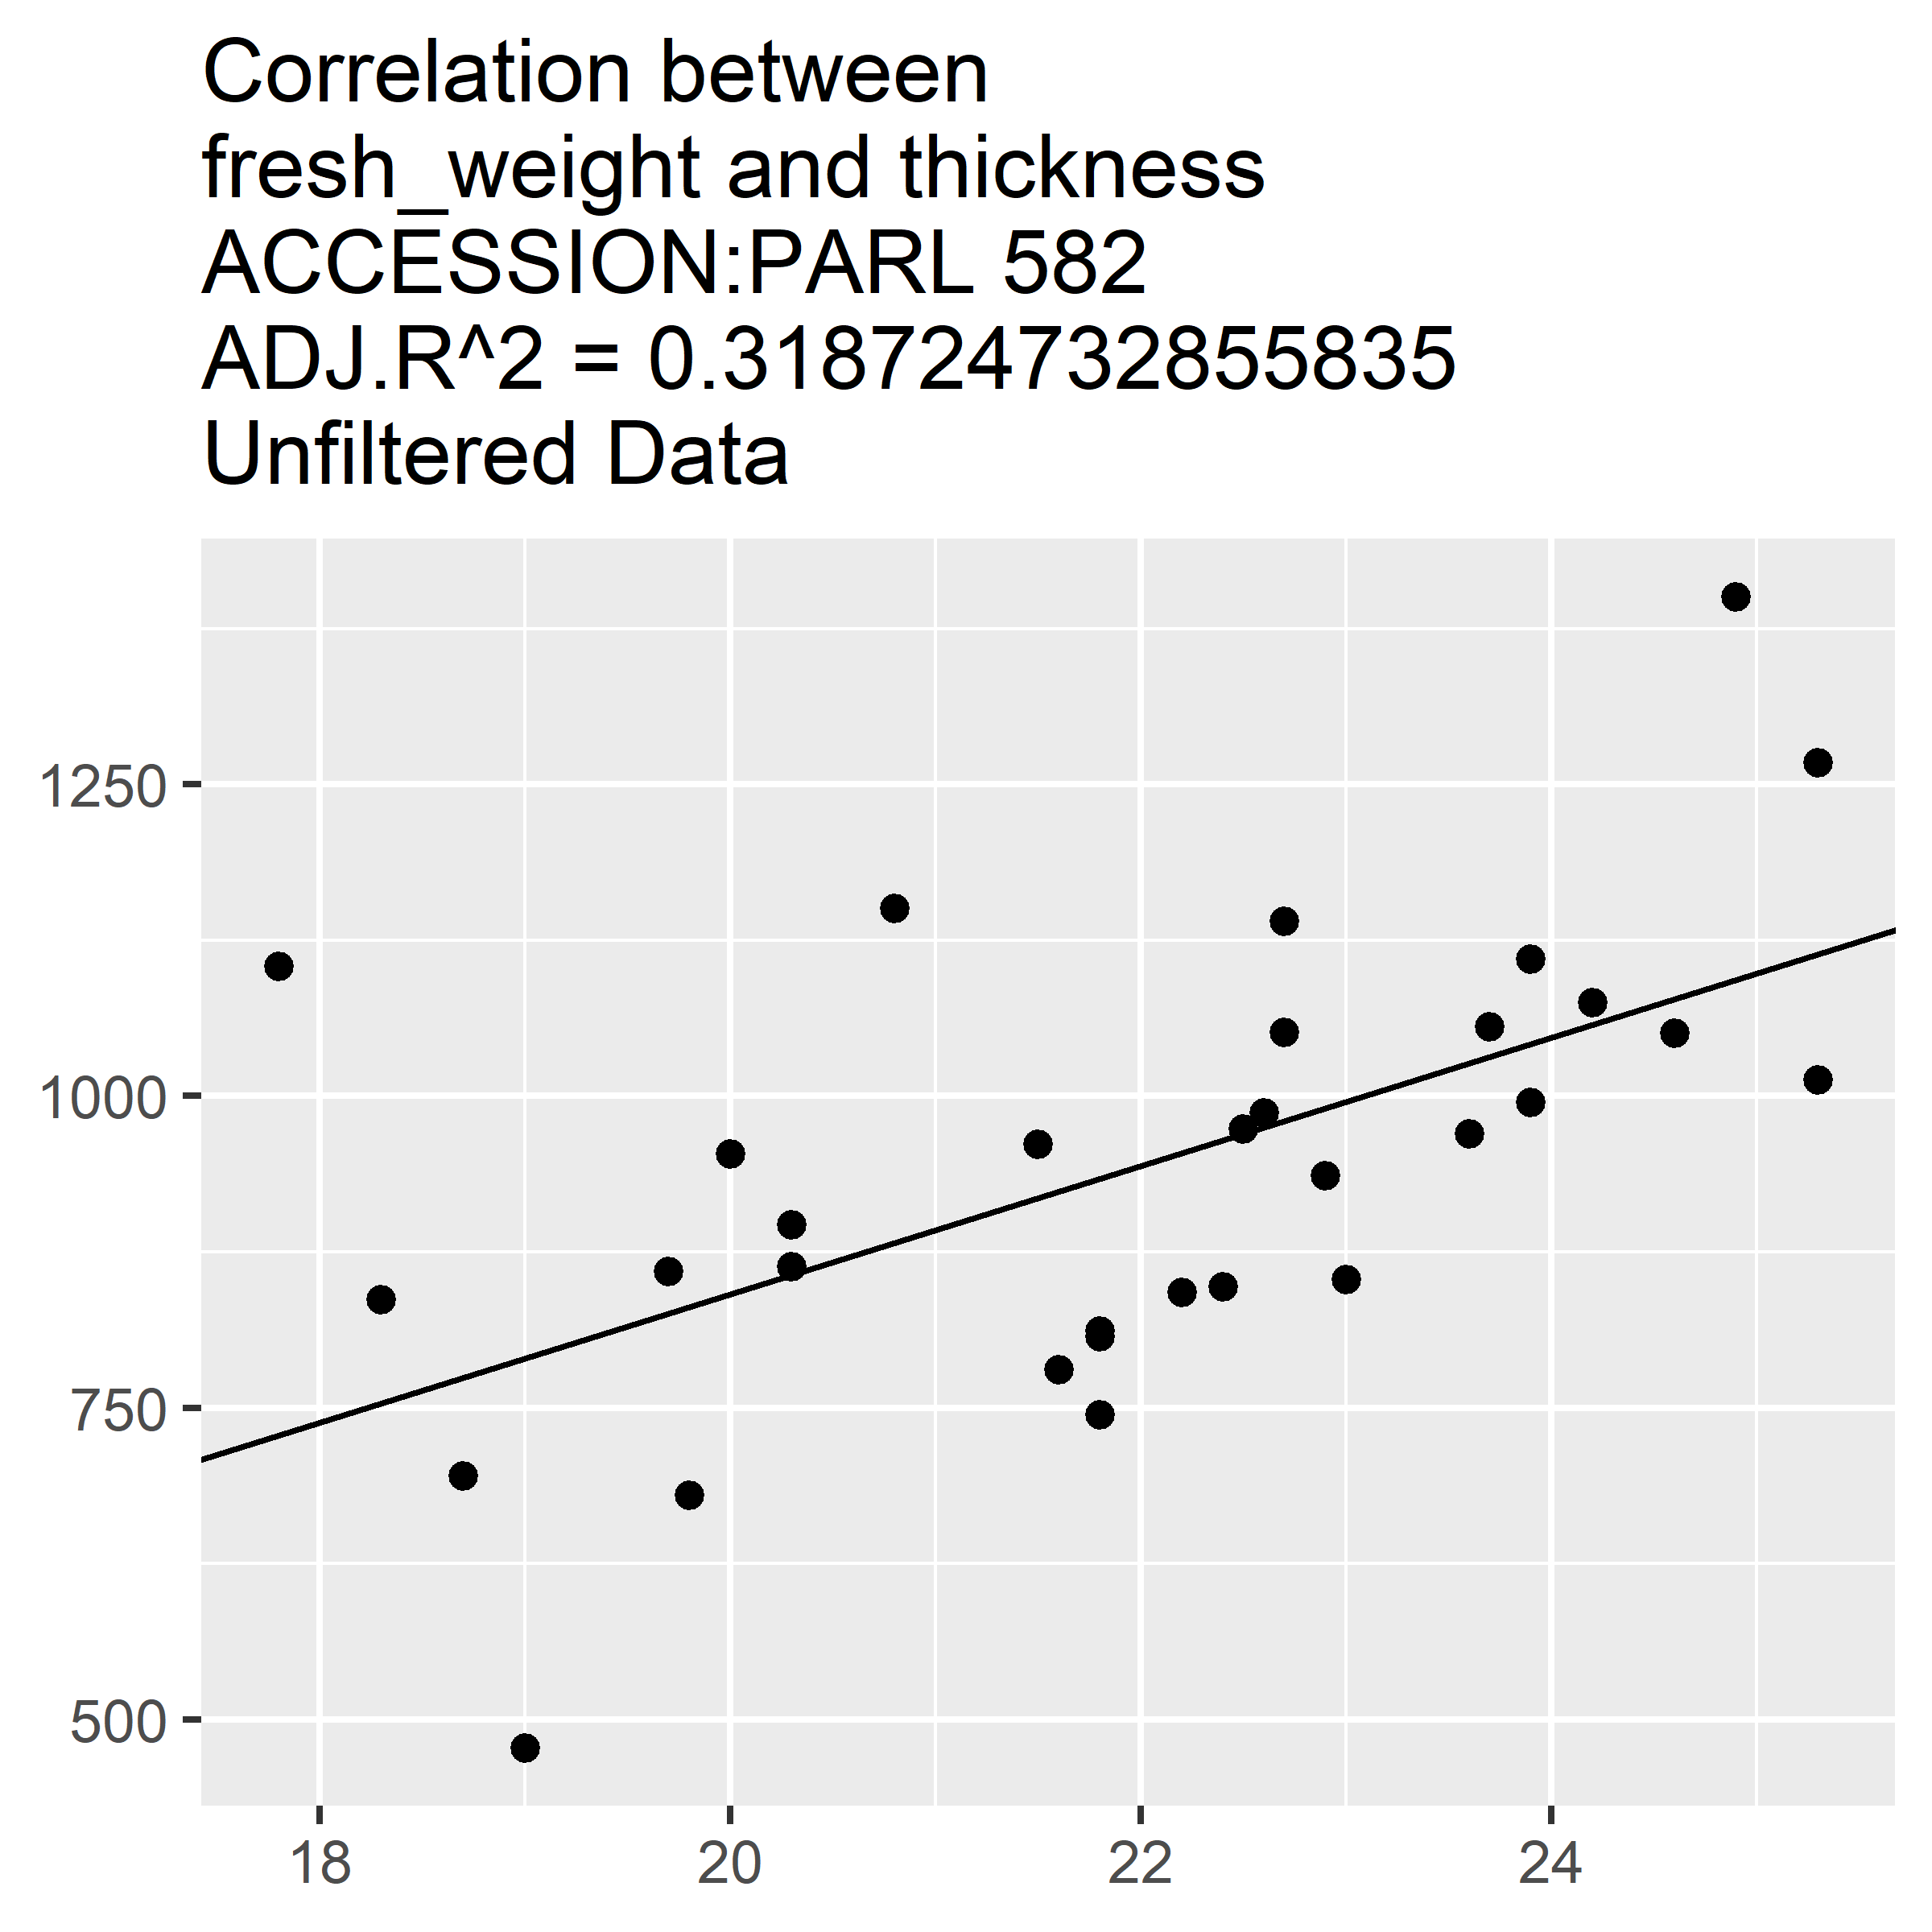 Correlation between
fresh_weight and thickness
ACCESSION:PARL 582
ADJ.R^2 = 0.318724732855835
Unfiltered Data
1250
1000
750
500
18 20 22 24